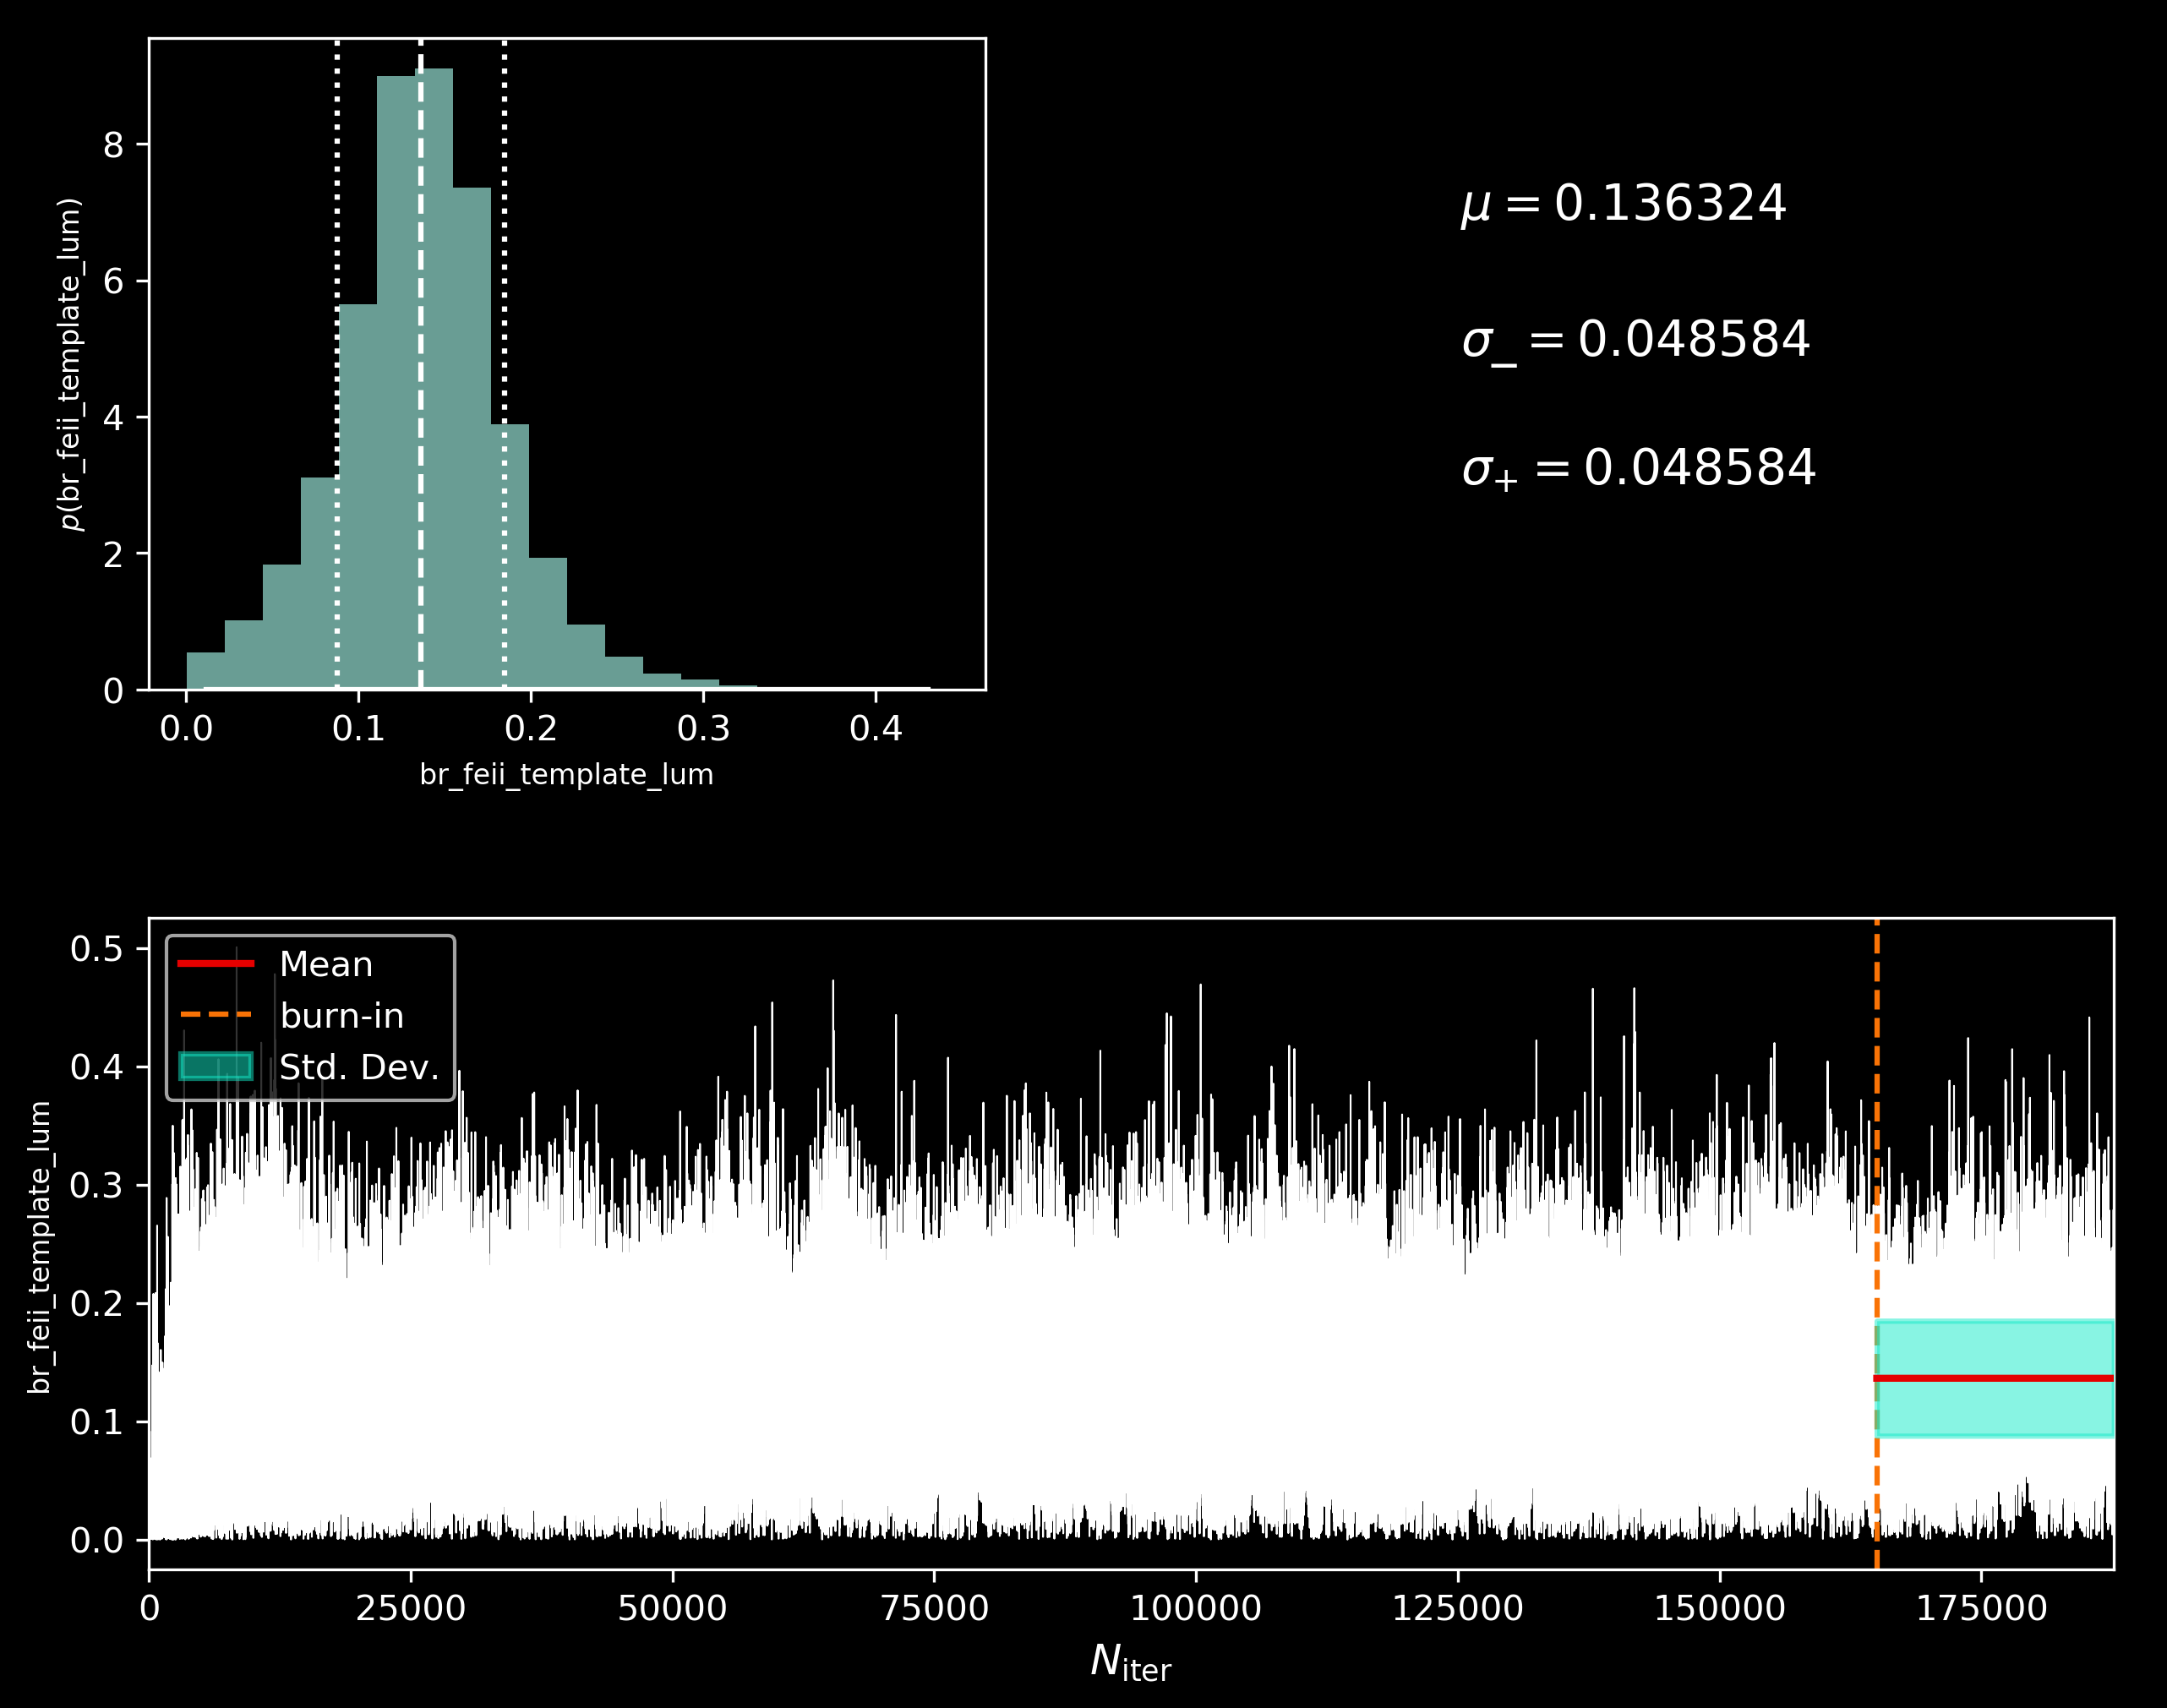 8
6
4
2
0
p(br_feii_template_lum)
0.0 0.1 0.2 0.3 0.4
br_feii_template_lum
μ = 0.136324
σ_− = 0.048584
σ_+ = 0.048584
Mean
burn-in
Std. Dev.
0.5
0.4
0.3
0.2
0.1
0.0
br_feii_template_lum
0 25000 50000 75000 100000 125000 150000 175000
N_iter